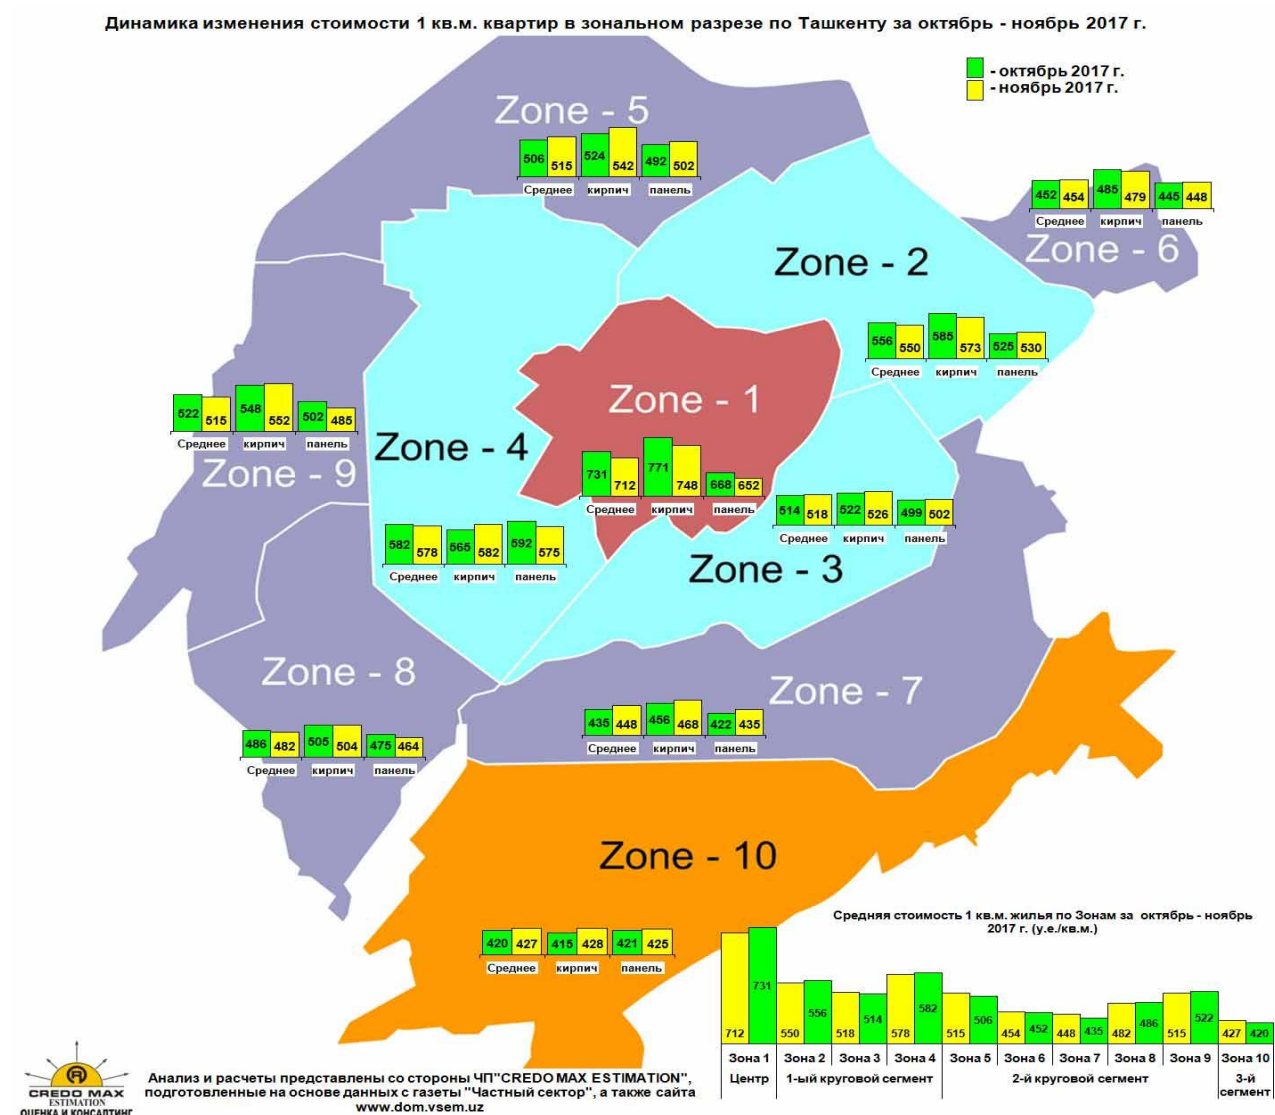 Динамика изменения стоимости 1 кв.м. квартир в зональном разрезе по Ташкенту за октябрь - ноябрь 2017 г.
- октябрь 2017 г.
- ноябрь 2017 г.
Zone - 5
506 515 524 542 492 502
Среднее кирпич панель
452 454 485 479 445 448
Среднее кирпич панель
Zone - 6
Zone - 2
556 550 585 573 525 530
Среднее кирпич панель
Zone - 1
731 712 771 748 668 652
Среднее кирпич панель
522 515 548 552 502 485
Среднее кирпич панель
Zone - 9
Zone - 4
582 578 565 582 592 575
Среднее кирпич панель
514 518 522 526 499 502
Среднее кирпич панель
Zone - 3
Zone - 8
486 482 505 504 475 464
Среднее кирпич панель
Zone - 7
435 448 456 468 422 435
Среднее кирпич панель
Zone - 10
420 427 415 428 421 425
Среднее кирпич панель
Средняя стоимость 1 кв.м. жилья по Зонам за октябрь - ноябрь
2017 г. (у.е./кв.м.)
712 731 550 556 518 514 578 582 515 506 454 452 448 435 482 486 515 522 427 420
Зона 1 Зона 2 Зона 3 Зона 4 Зона 5 Зона 6 Зона 7 Зона 8 Зона 9 Зона 10
Центр 1-ый круговой сегмент 2-й круговой сегмент 3-й
сегмент
CREDO MAX
ESTIMATION
ОЦЕНКА И КОНСАЛТИНГ
Анализ и расчеты представлены со стороны ЧП"CREDO MAX ESTIMATION",
подготовленные на основе данных с газеты "Частный сектор", а также сайта
www.dom.vsem.uz